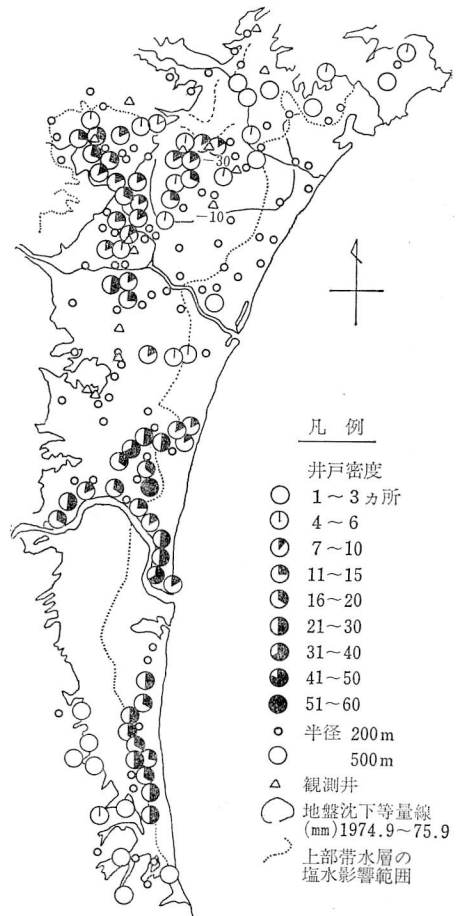 -30
-10
凡例
井戸密度
1～3ヵ所
4～6
7～10
11～15
16～20
21～30
31～40
41～50
51～60
半径 200m
500m
観測井
地盤沈下等量線
(mm)1974.9～75.9
上部帯水層の
塩水影響範囲